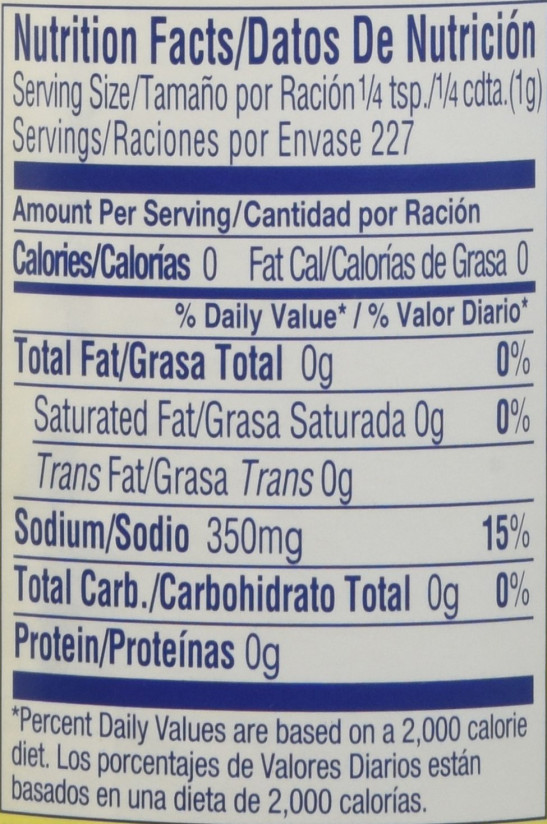 Nutrition Facts/Datos De Nutrición
Serving Size/Tamaño por Ración 1/4 tsp./1/4 cdta.(1g)
Servings/Raciones por Envase 227
Amount Per Serving/Cantidad por Ración
Calories/Calorías 0 Fat Cal/Calorías de Grasa 0
% Daily Value* / % Valor Diario*
Total Fat/Grasa Total 0g 0%
Saturated Fat/Grasa Saturada 0g 0%
Trans Fat/Grasa Trans 0g
Sodium/Sodio 350mg 15%
Total Carb./Carbohidrato Total 0g 0%
Protein/Proteínas 0g
*Percent Daily Values are based on a 2,000 calorie
diet. Los porcentajes de Valores Diarios están
basados en una dieta de 2,000 calorías.